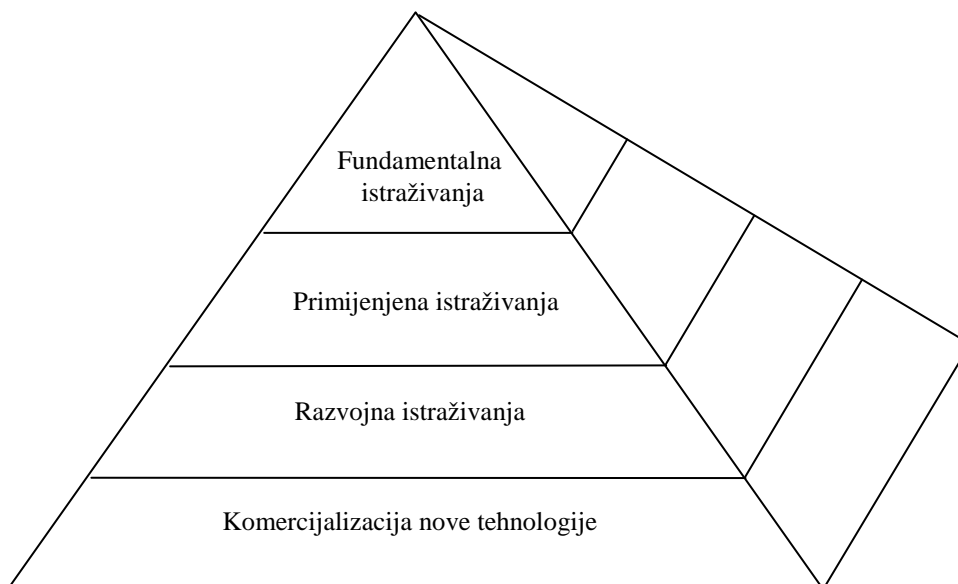 Fundamentalna
istraživanja
Primijenjena istraživanja
Razvojna istraživanja
Komercijalizacija nove tehnologije